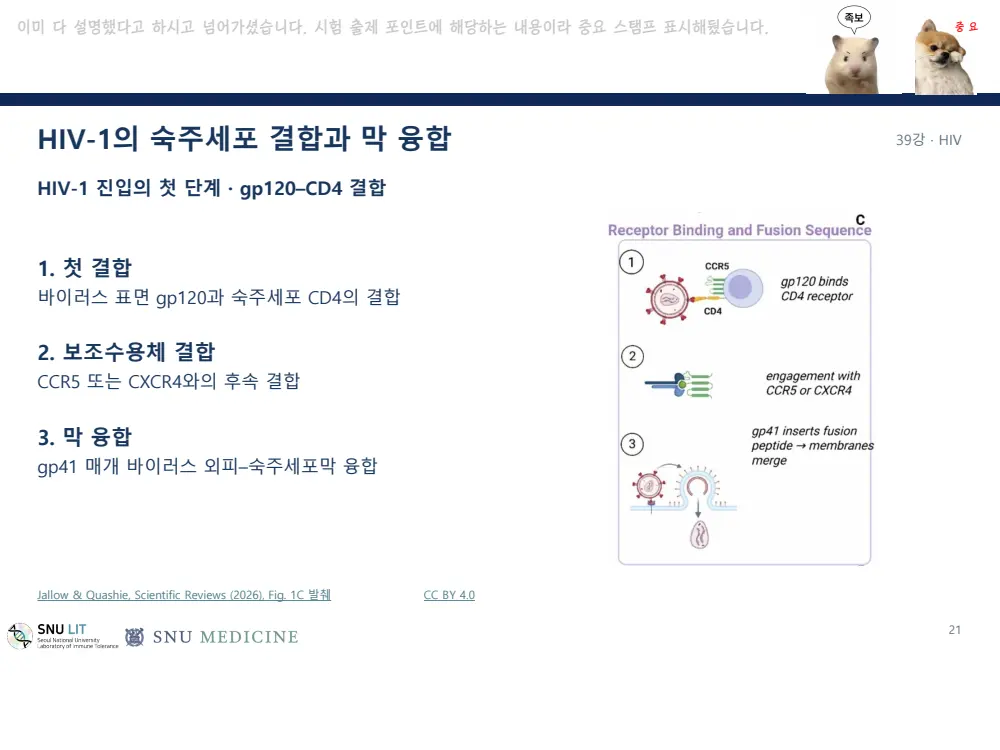 이미 다 설명했다고 하시고 넘어가셨습니다. 시험 출제 포인트에 해당하는 내용이라 중요 스탬프 표시해뒀습니다.
족보
중요
HIV-1의 숙주세포 결합과 막 융합
39강 · HIV
HIV-1 진입의 첫 단계 · gp120–CD4 결합
1. 첫 결합
바이러스 표면 gp120과 숙주세포 CD4의 결합
2. 보조수용체 결합
CCR5 또는 CXCR4와의 후속 결합
3. 막 융합
gp41 매개 바이러스 외피–숙주세포막 융합
C
Receptor Binding and Fusion Sequence
1
CCR5
CD4
gp120 binds
CD4 receptor
2
engagement with
CCR5 or CXCR4
3
gp41 inserts fusion
peptide → membranes
merge
Jallow & Quashie, Scientific Reviews (2026), Fig. 1C 발췌
CC BY 4.0
SNU LIT
Seoul National University
Laboratory of Immune Tolerance
SNU MEDICINE
21